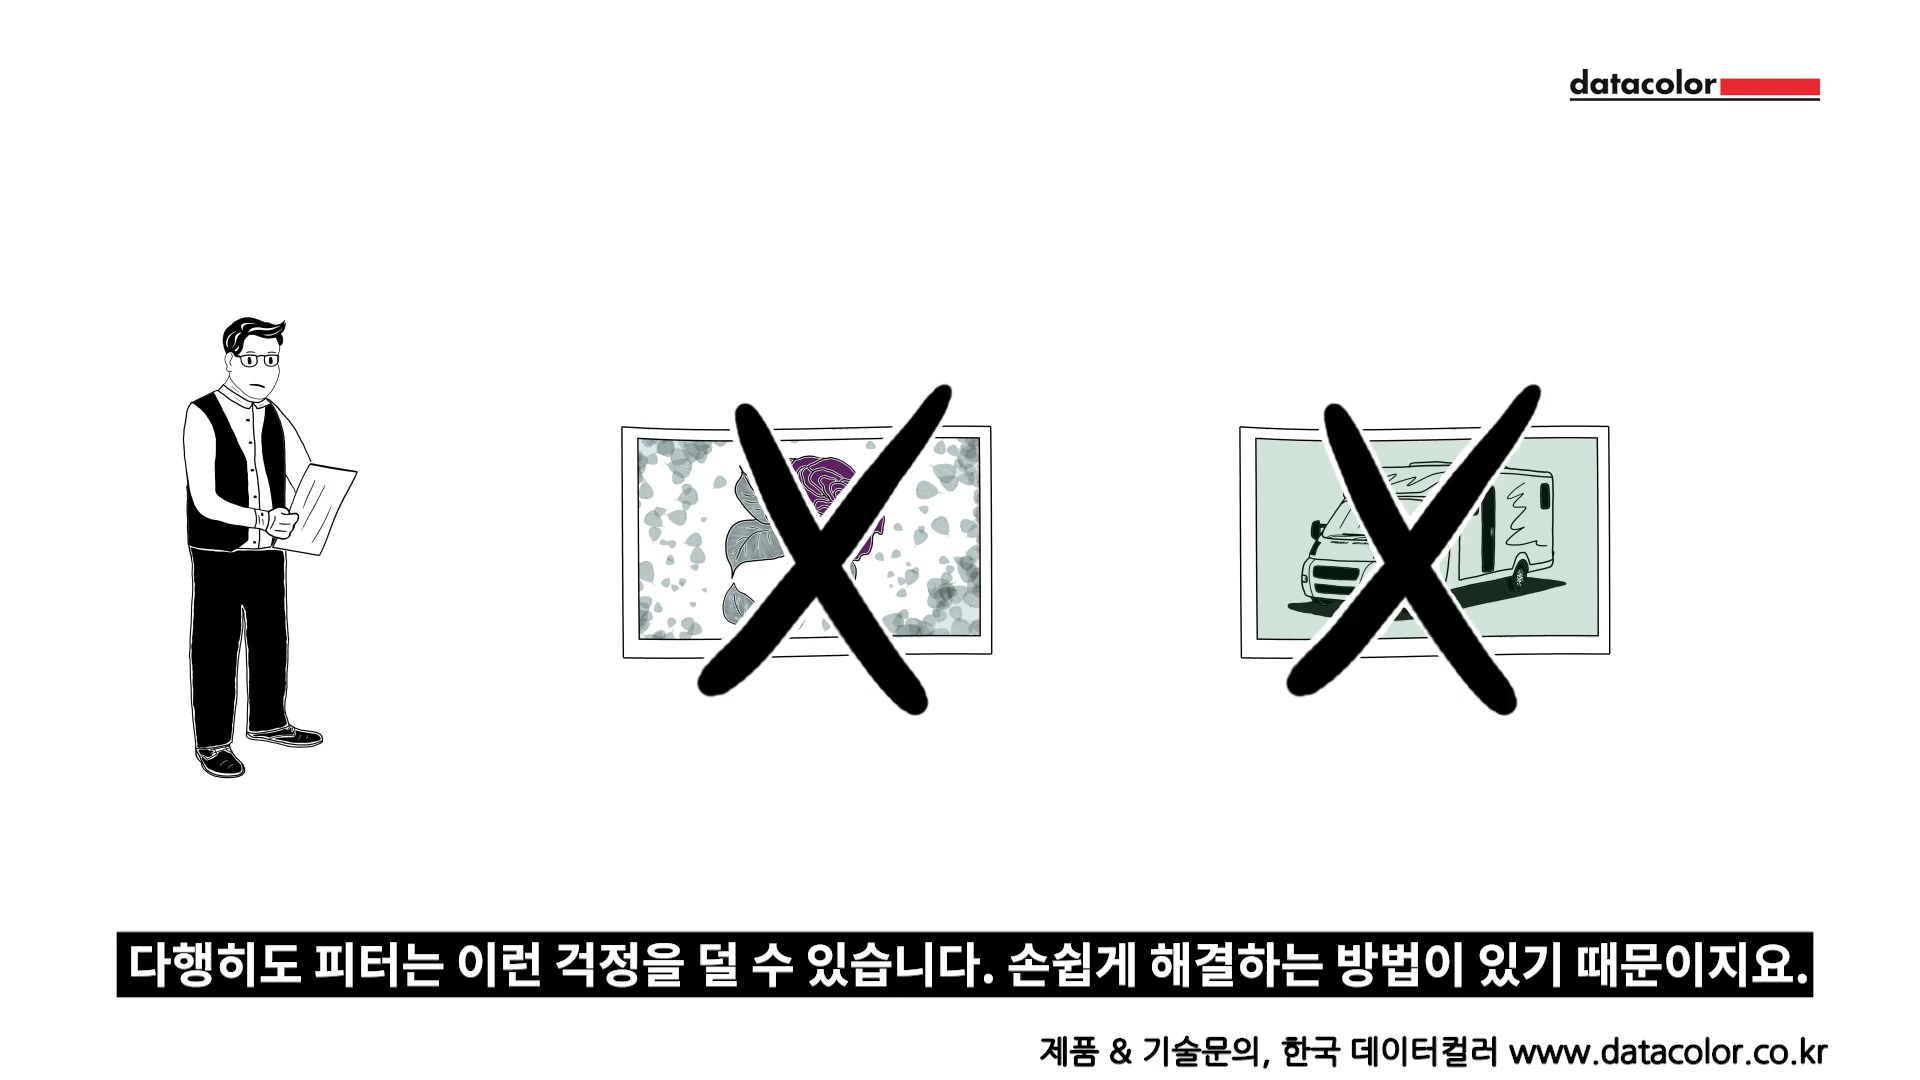 datacolor
다행히도 피터는 이런 걱정을 덜 수 있습니다. 손쉽게 해결하는 방법이 있기 때문이지요.
제품 & 기술문의, 한국 데이터컬러 www.datacolor.co.kr